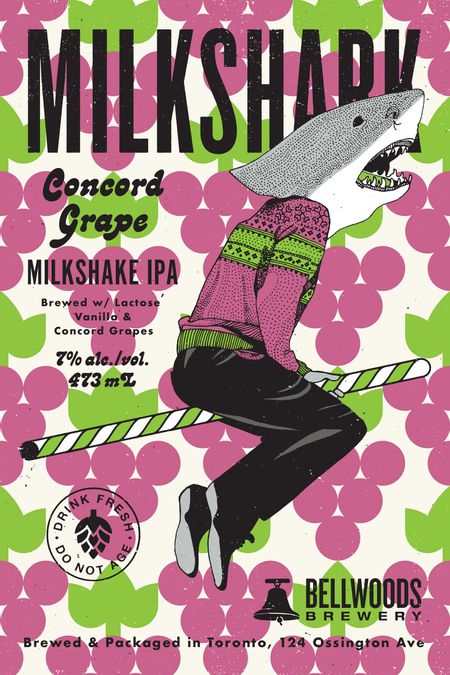 MILKSHARK
Concord
Grape
MILKSHAKE IPA
Brewed w/ Lactose
Vanilla &
Concord Grapes
7% alc./vol.
473 mL
DRINK FRESH
DO NOT AGE
BELLWOODS
BREWERY
Brewed & Packaged in Toronto, 124 Ossington Ave